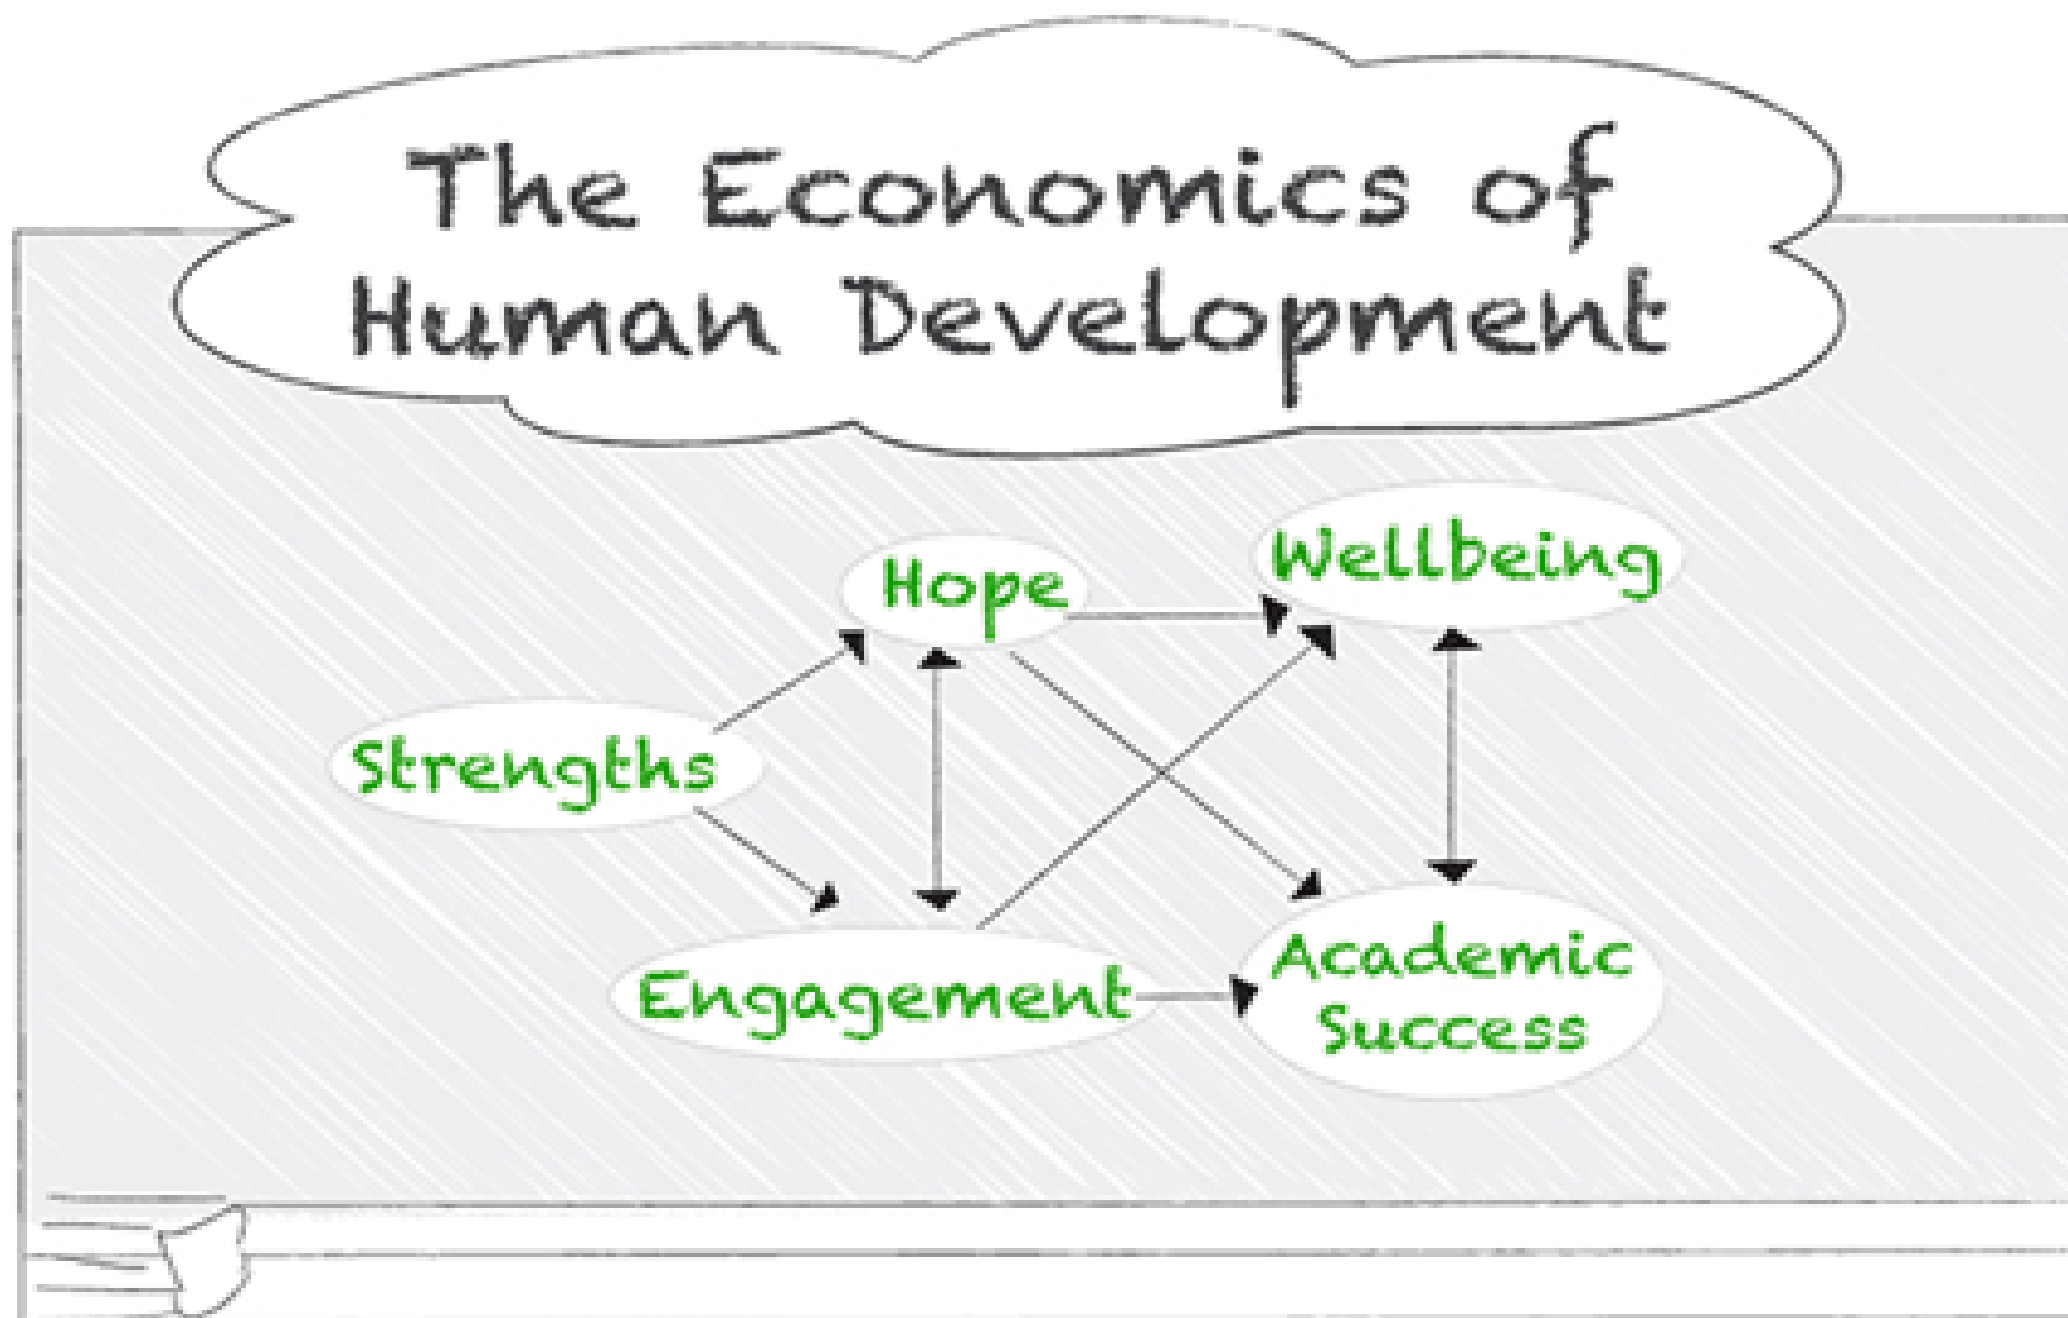 The Economics of
Human Development
Hope
Wellbeing
Strengths
Engagement
Academic
Success